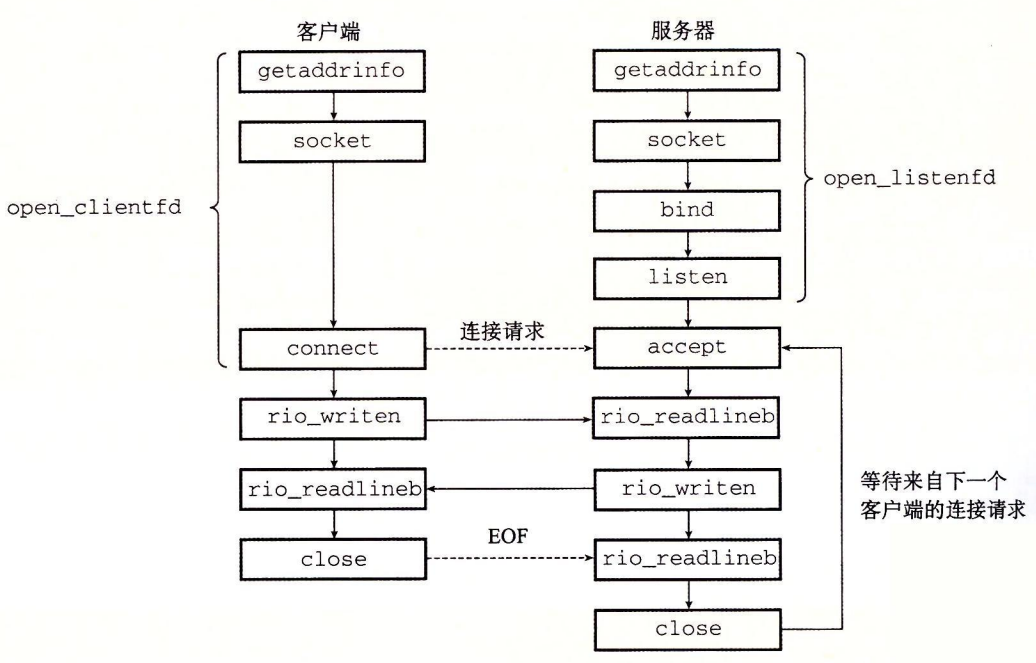 客户端
服务器
getaddrinfo
getaddrinfo
socket
socket
open_clientfd
bind
open_listenfd
listen
连接请求
connect
accept
rio_writen
rio_readlineb
rio_readlineb
rio_writen
等待来自下一个
客户端的连接请求
EOF
close
rio_readlineb
close